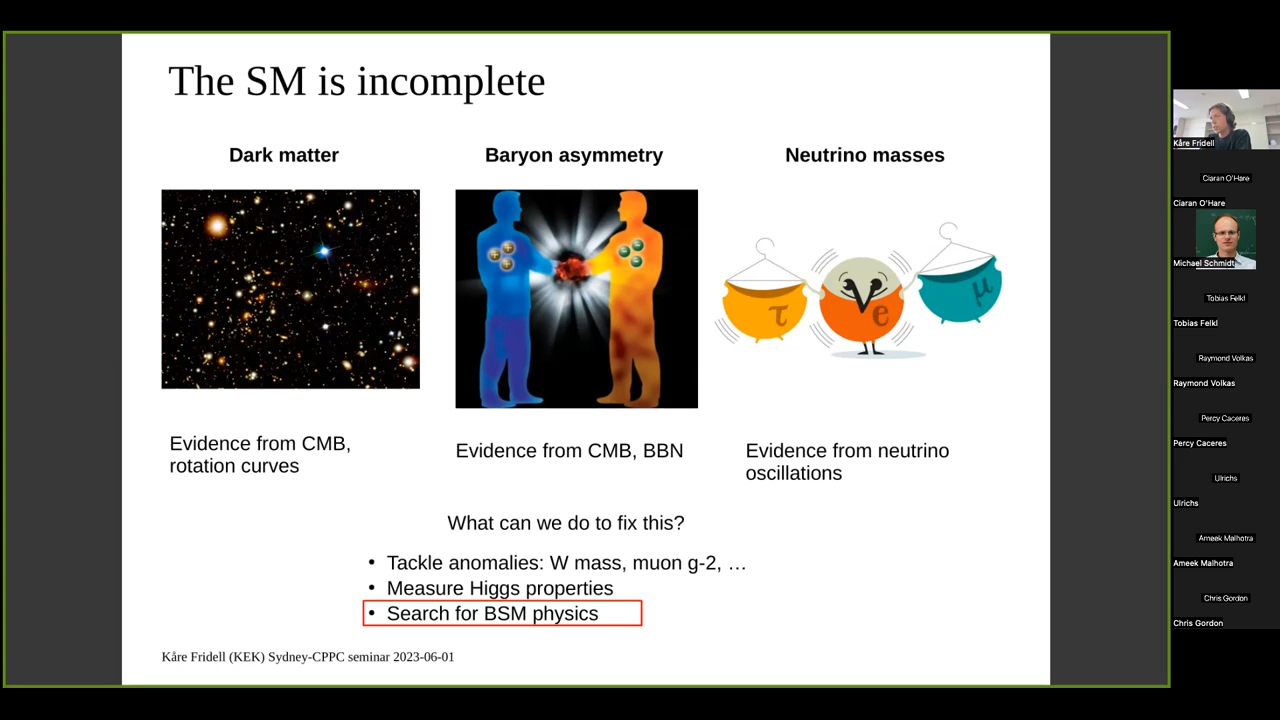 The SM is incomplete
Dark matter
Baryon asymmetry
Neutrino masses
τ
ν
e
μ
Evidence from CMB,
rotation curves
Evidence from CMB, BBN
Evidence from neutrino
oscillations
What can we do to fix this?
• Tackle anomalies: W mass, muon g-2, …
• Measure Higgs properties
• Search for BSM physics
Kåre Fridell (KEK) Sydney-CPPC seminar 2023-06-01
Kåre Fridell
Ciaran O'Hare
Ciaran O'Hare
Michael Schmidt
Tobias Felkl
Tobias Felkl
Raymond Volkas
Raymond Volkas
Percy Caceres
Percy Caceres
Ulrichs
Ulrichs
Ameek Malhotra
Ameek Malhotra
Chris Gordon
Chris Gordon